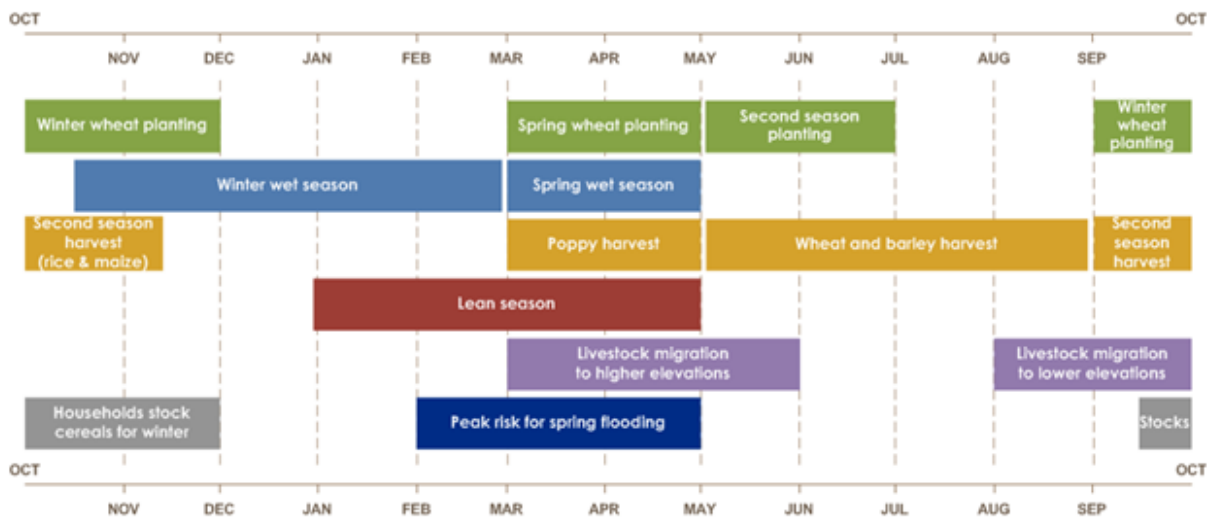 OCT OCT
NOV DEC JAN FEB MAR APR MAY JUN JUL AUG SEP
Winter wheat planting
Spring wheat planting
Second season
planting
Winter
wheat
planting
Winter wet season
Spring wet season
Second season
harvest
(rice & maize)
Poppy harvest
Wheat and barley harvest
Second
season
harvest
Lean season
Livestock migration
to higher elevations
Livestock migration
to lower elevations
Households stock
cereals for winter
Peak risk for spring flooding
Stocks
OCT OCT
NOV DEC JAN FEB MAR APR MAY JUN JUL AUG SEP